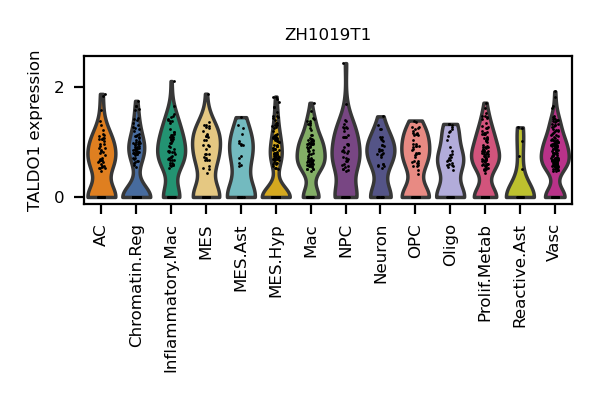 ZH1019T1
TALDO1 expression
2
0
AC
Chromatin.Reg
Inflammatory.Mac
MES
MES.Ast
MES.Hyp
Mac
NPC
Neuron
OPC
Oligo
Prolif.Metab
Reactive.Ast
Vasc